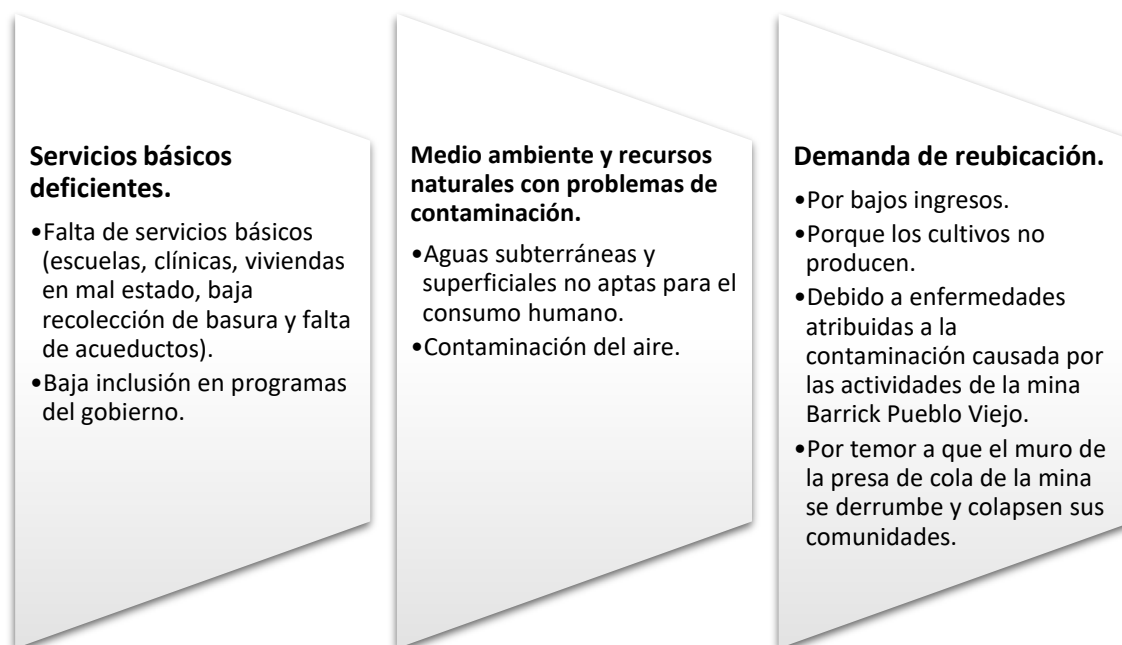 Servicios básicos
deficientes.
•Falta de servicios básicos
(escuelas, clínicas, viviendas
en mal estado, baja
recolección de basura y falta
de acueductos).
•Baja inclusión en programas
del gobierno.
Medio ambiente y recursos
naturales con problemas de
contaminación.
•Aguas subterráneas y
superficiales no aptas para el
consumo humano.
•Contaminación del aire.
Demanda de reubicación.
•Por bajos ingresos.
•Porque los cultivos no
producen.
•Debido a enfermedades
atribuidas a la
contaminación causada por
las actividades de la mina
Barrick Pueblo Viejo.
•Por temor a que el muro de
la presa de cola de la mina
se derrumbe y colapsen sus
comunidades.